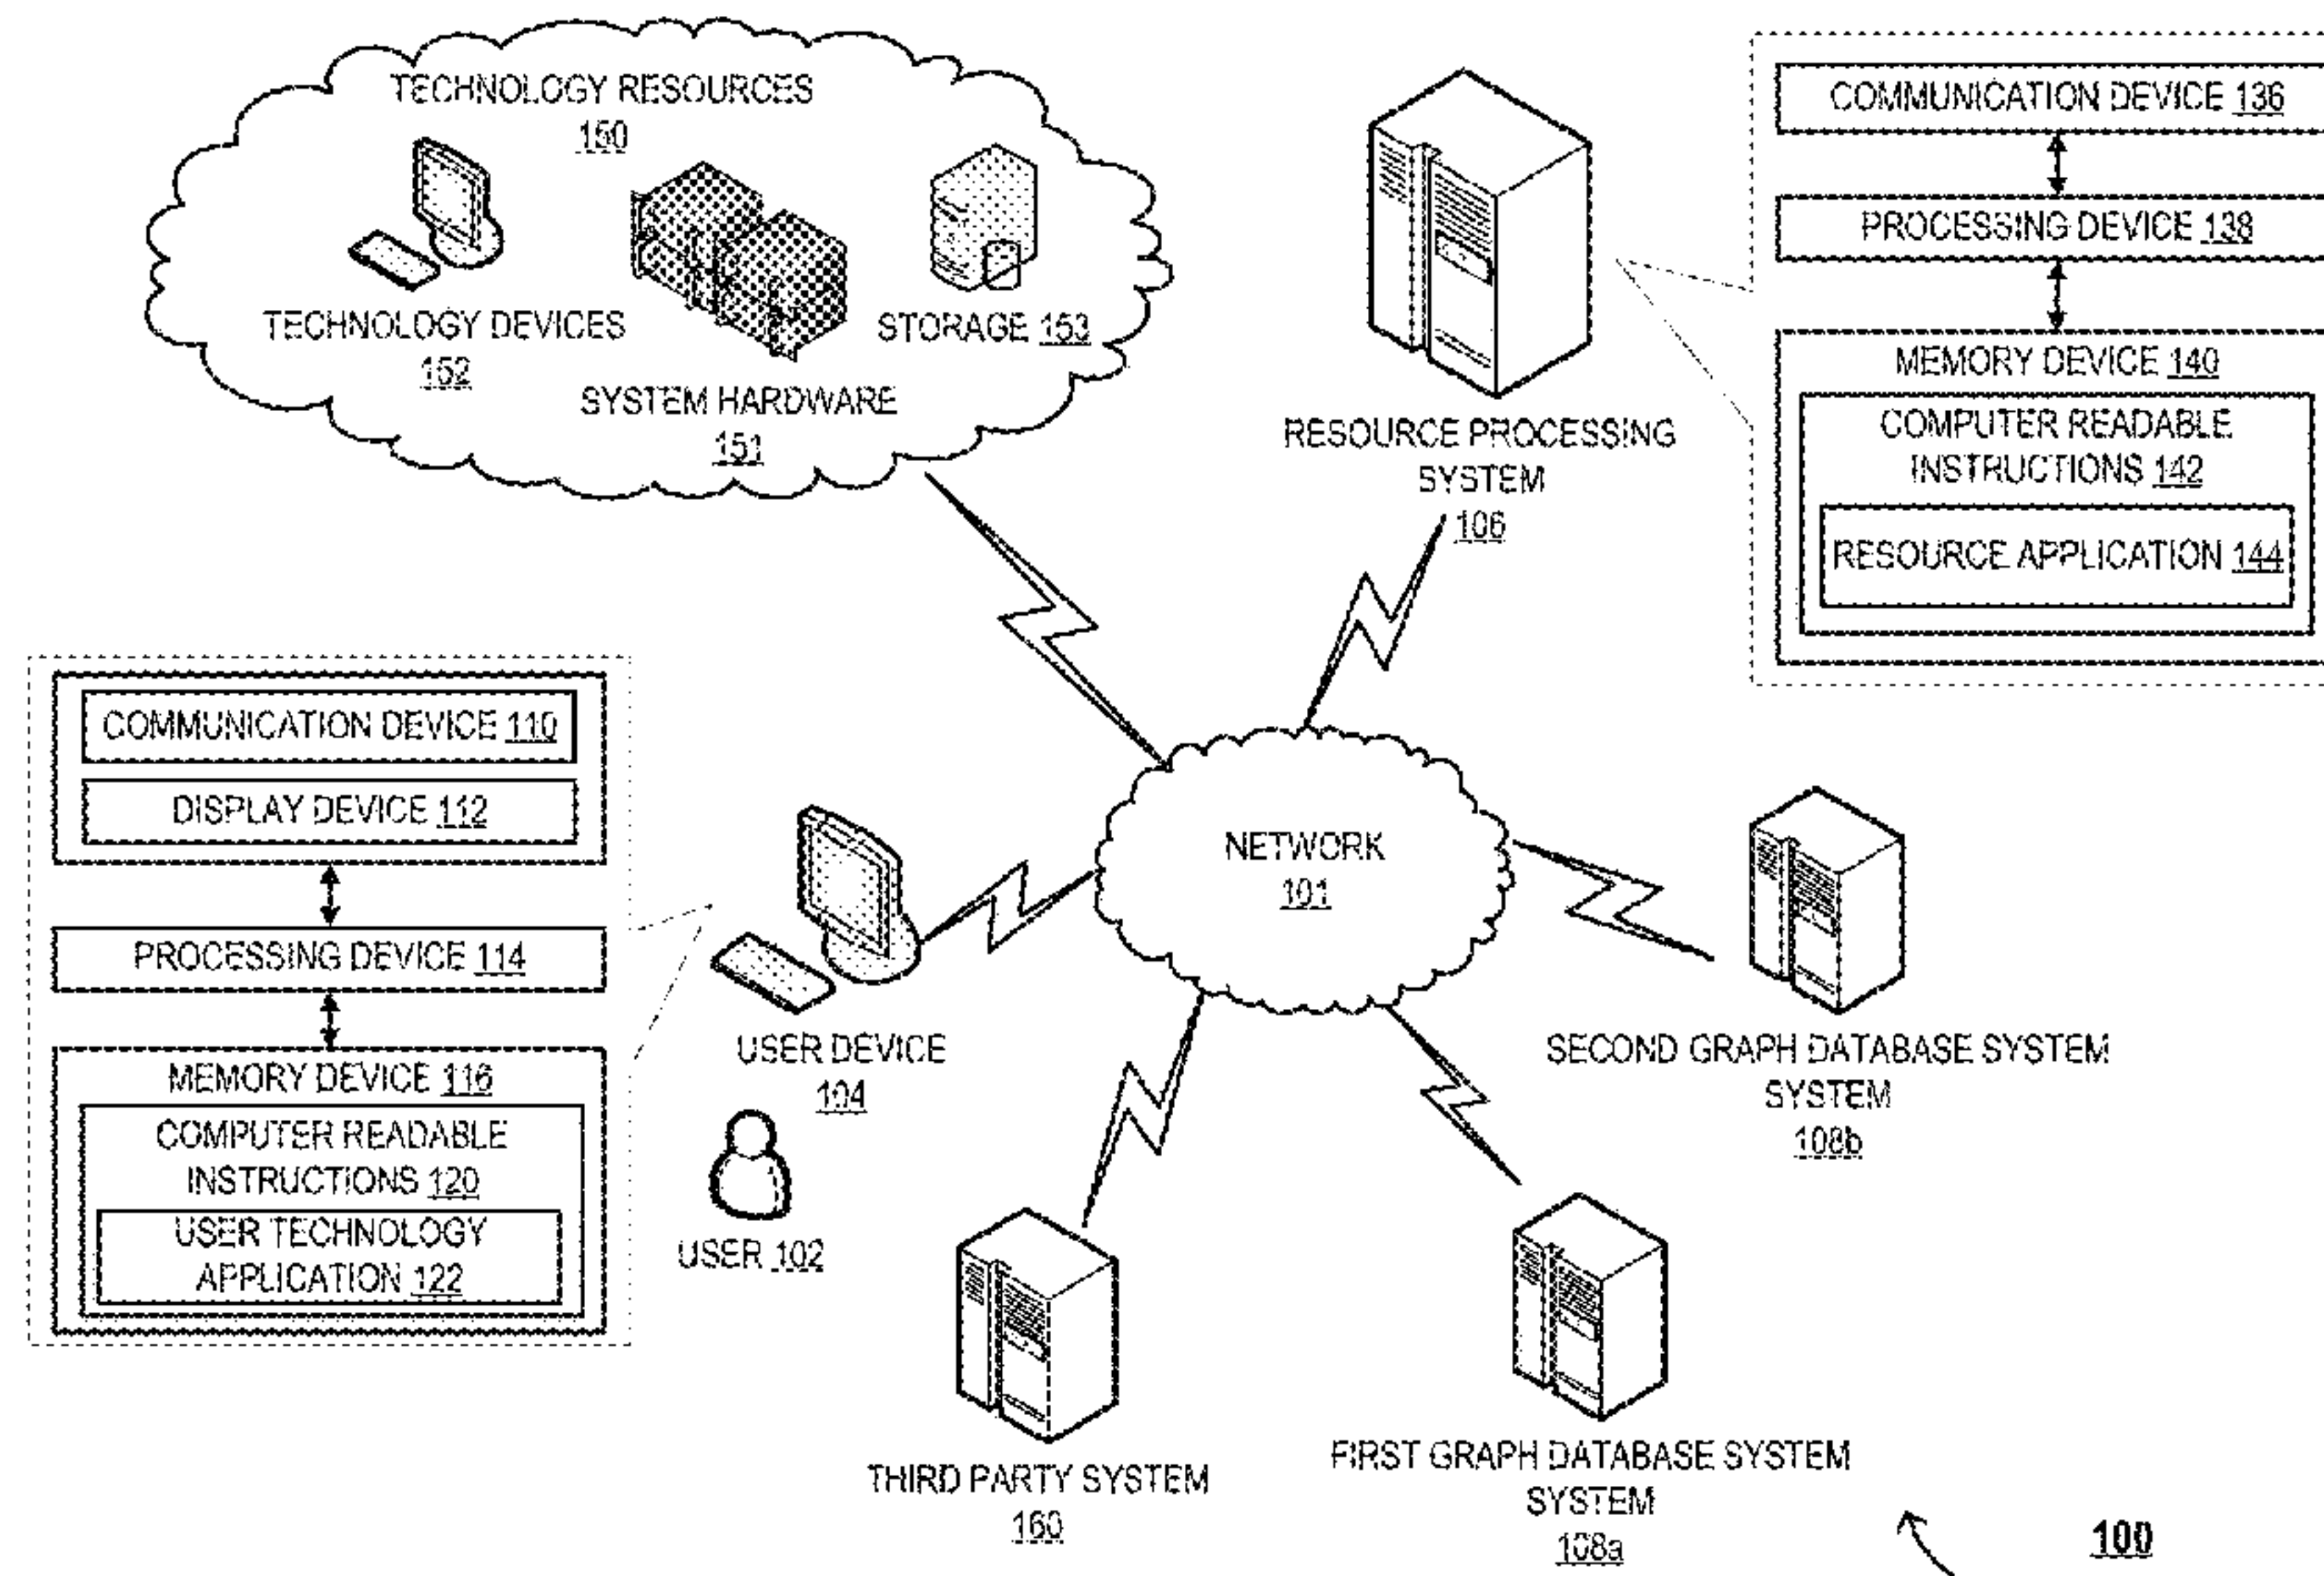 TECHNOLOGY RESOURCES
150
TECHNOLOGY DEVICES
152
SYSTEM HARDWARE
151
STORAGE 153
RESOURCE PROCESSING
SYSTEM
106
COMMUNICATION DEVICE 136
PROCESSING DEVICE 138
MEMORY DEVICE 140
COMPUTER READABLE
INSTRUCTIONS 142
RESOURCE APPLICATION 144
COMMUNICATION DEVICE 110
DISPLAY DEVICE 112
PROCESSING DEVICE 114
MEMORY DEVICE 116
COMPUTER READABLE
INSTRUCTIONS 120
USER TECHNOLOGY
APPLICATION 122
USER DEVICE
104
USER 102
NETWORK
101
SECOND GRAPH DATABASE SYSTEM
SYSTEM
108b
THIRD PARTY SYSTEM
160
FIRST GRAPH DATABASE SYSTEM
SYSTEM
108a
100